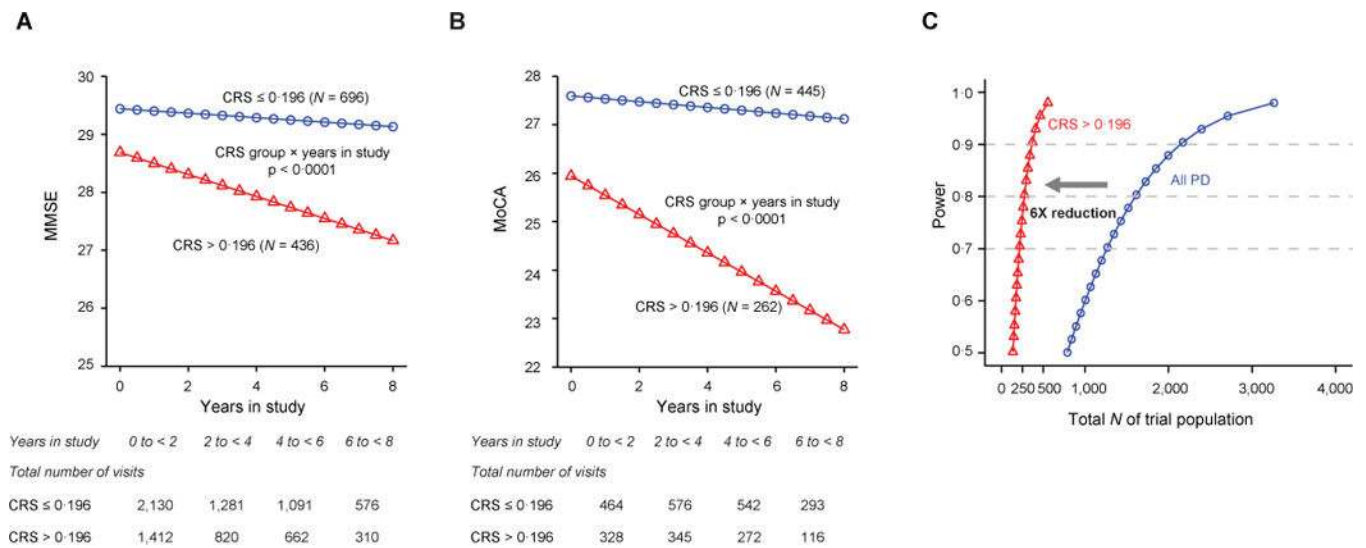 A
MMSE
30
29
28
27
26
25
CRS ≤ 0·196 (N = 696)
CRS group × years in study
p < 0·0001
CRS > 0·196 (N = 436)
0 2 4 6 8
Years in study
Years in study 0 to < 2 2 to < 4 4 to < 6 6 to < 8
Total number of visits
CRS ≤ 0·196 2,130 1,281 1,091 576
CRS > 0·196 1,412 820 662 310
B
MoCA
28
27
26
25
24
23
22
CRS ≤ 0·196 (N = 445)
CRS group × years in study
p < 0·0001
CRS > 0·196 (N = 262)
0 2 4 6 8
Years in study
Years in study 0 to < 2 2 to < 4 4 to < 6 6 to < 8
Total number of visits
CRS ≤ 0·196 464 576 542 293
CRS > 0·196 328 345 272 116
C
Power
1·0
0·9
0·8
0·7
0·6
0·5
CRS > 0·196
All PD
6X reduction
0 250 500 1,000 2,000 3,000 4,000
Total N of trial population